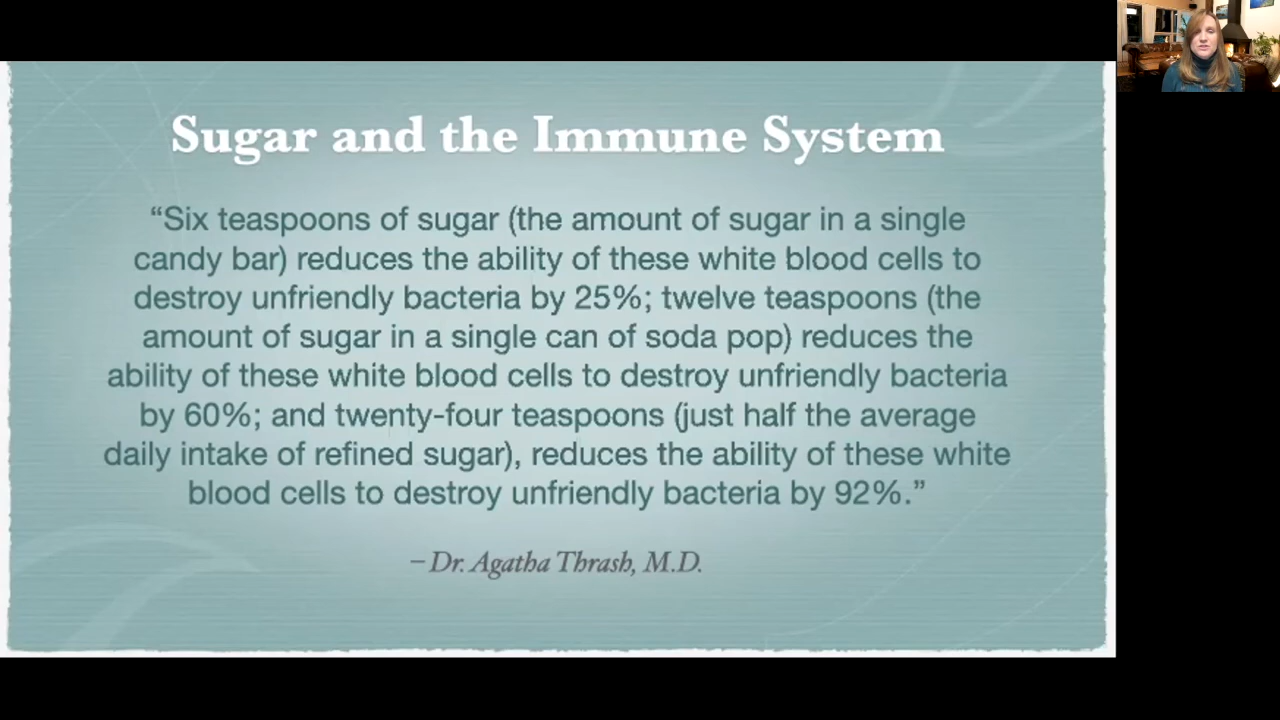 Sugar and the Immune System
“Six teaspoons of sugar (the amount of sugar in a single
candy bar) reduces the ability of these white blood cells to
destroy unfriendly bacteria by 25%; twelve teaspoons (the
amount of sugar in a single can of soda pop) reduces the
ability of these white blood cells to destroy unfriendly bacteria
by 60%; and twenty-four teaspoons (just half the average
daily intake of refined sugar), reduces the ability of these white
blood cells to destroy unfriendly bacteria by 92%.”
– Dr. Agatha Thrash, M.D.